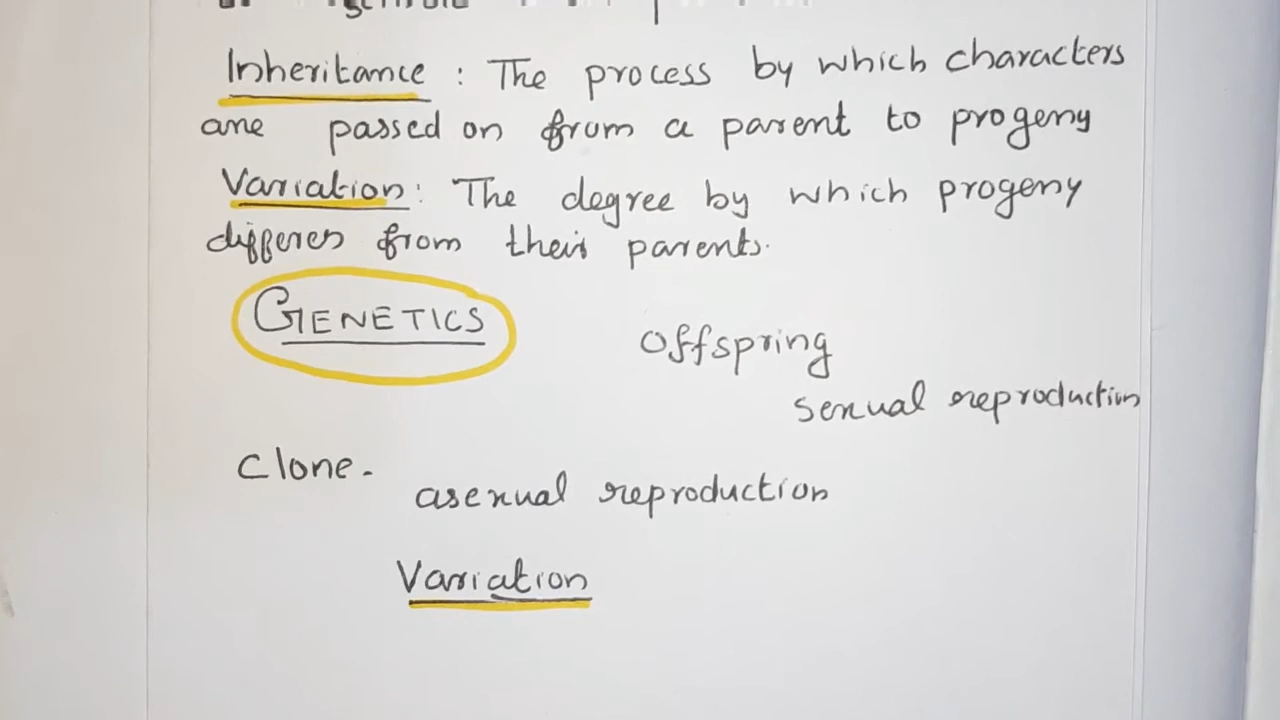 Inheritance : The process by which characters
are passed on from a parent to progeny
Variation : The degree by which progeny
differes from their parents.
GENETICS
offspring
sexual reproduction
Clone -
asexual reproduction
Variation